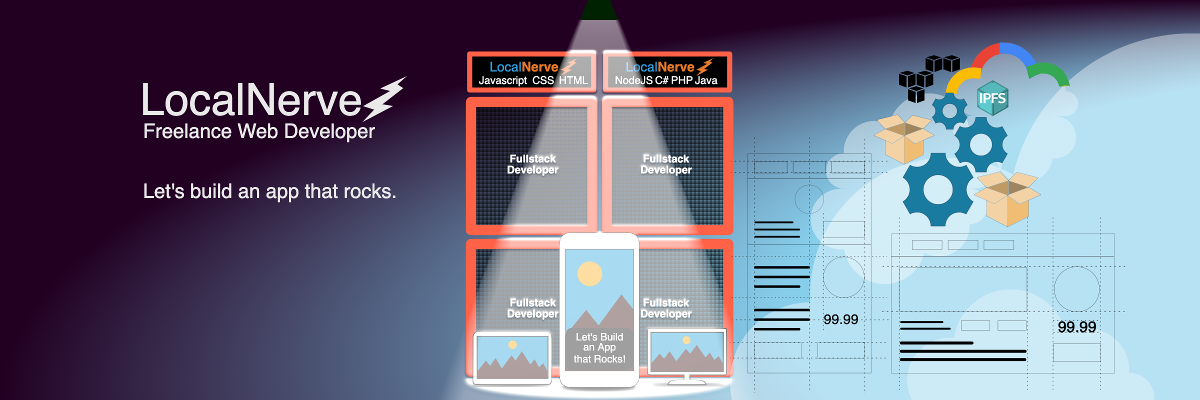 LocalNerve
Freelance Web Developer
Let's build an app that rocks.
LocalNerve
Javascript CSS HTML
LocalNerve
NodeJS C# PHP Java
Fullstack
Developer
Fullstack
Developer
Fullstack
Developer
Fullstack
Developer
Let's Build
an App
that Rocks!
IPFS
99.99
99.99